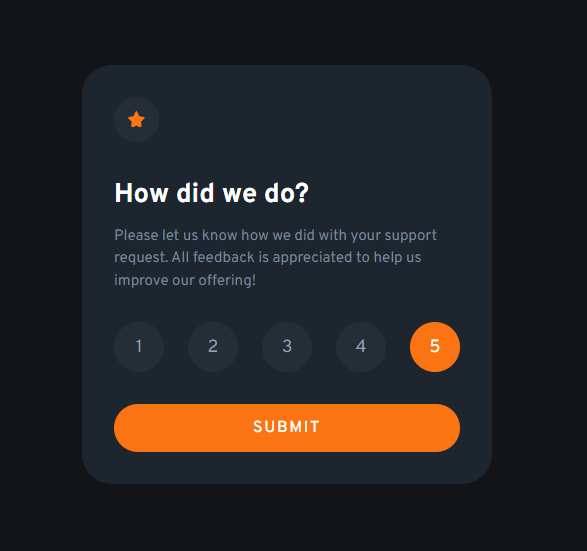 How did we do?
Please let us know how we did with your support
request. All feedback is appreciated to help us
improve our offering!
1 2 3 4 5
SUBMIT